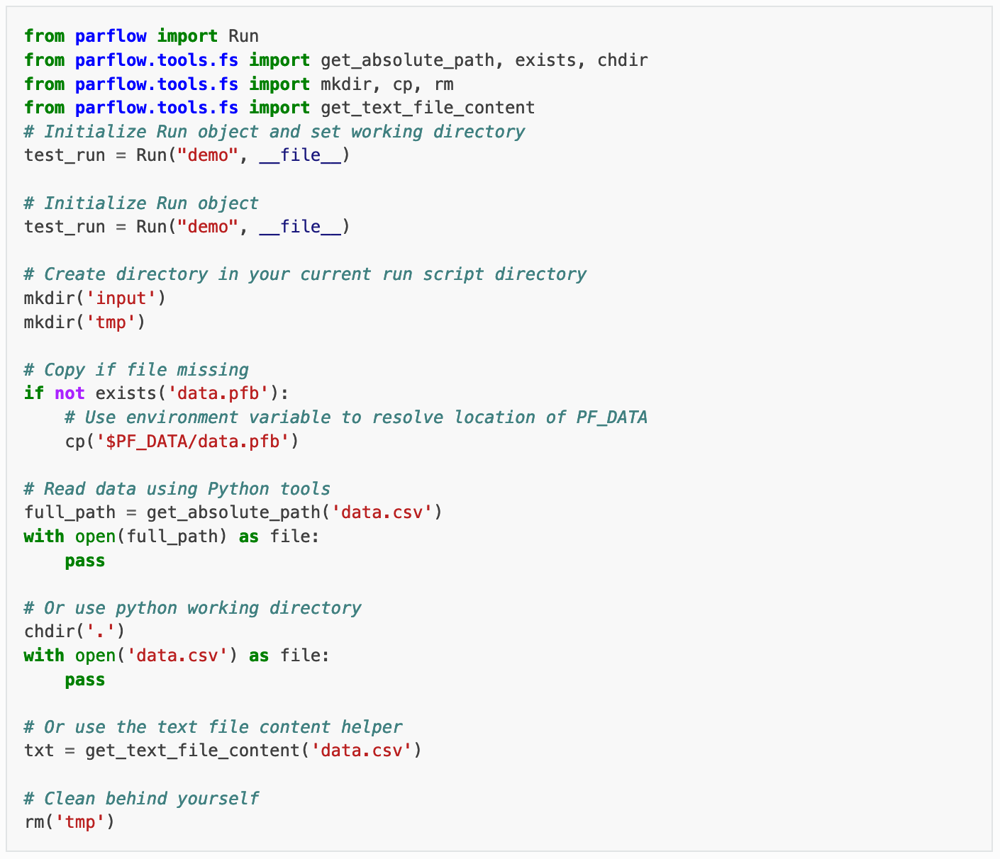 from parflow import Run
from parflow.tools.fs import get_absolute_path, exists, chdir
from parflow.tools.fs import mkdir, cp, rm
from parflow.tools.fs import get_text_file_content
# Initialize Run object and set working directory
test_run = Run("demo", __file__)

# Initialize Run object
test_run = Run("demo", __file__)

# Create directory in your current run script directory
mkdir('input')
mkdir('tmp')

# Copy if file missing
if not exists('data.pfb'):
    # Use environment variable to resolve location of PF_DATA
    cp('$PF_DATA/data.pfb')

# Read data using Python tools
full_path = get_absolute_path('data.csv')
with open(full_path) as file:
    pass

# Or use python working directory
chdir('.')
with open('data.csv') as file:
    pass

# Or use the text file content helper
txt = get_text_file_content('data.csv')

# Clean behind yourself
rm('tmp')